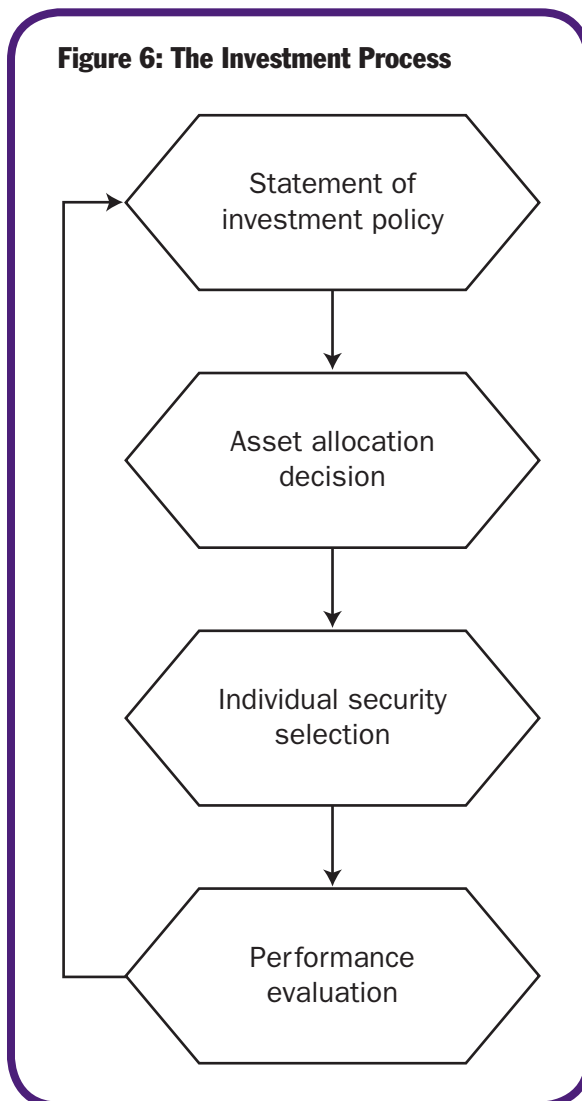 Figure 6: The Investment Process
Statement of
investment policy
Asset allocation
decision
Individual security
selection
Performance
evaluation